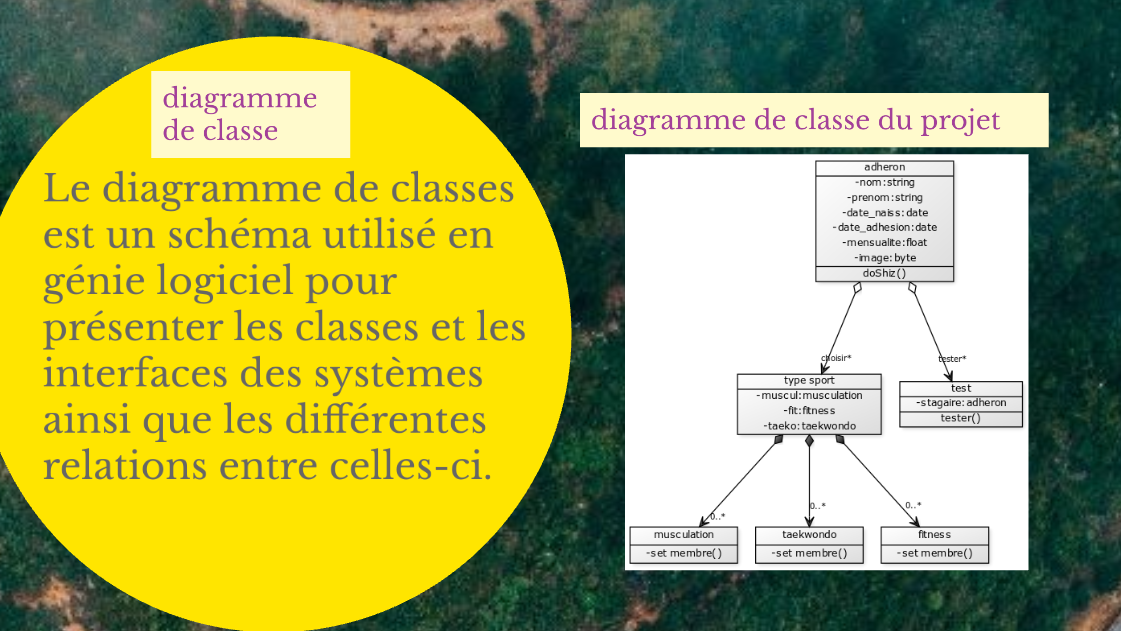 diagramme
de classe
Le diagramme de classes
est un schéma utilisé en
génie logiciel pour
présenter les classes et les
interfaces des systèmes
ainsi que les différentes
relations entre celles-ci.
diagramme de classe du projet
adheron
-nom:string
-prenom:string
-date_naiss:date
-date_adhesion:date
-mensualite:float
-image:byte
doShiz()
choisir*
tester*
type sport
-muscul:musculation
-fit:fitness
-taeko:taekwondo
test
-stagaire:adheron
tester()
0..*
0..*
0..*
musculation
-set membre()
taekwondo
-set membre()
fitness
-set membre()